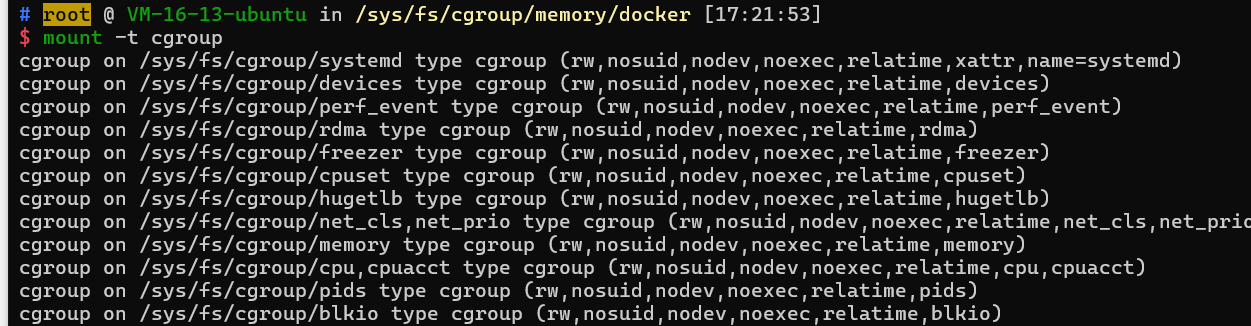 # root @ VM-16-13-ubuntu in /sys/fs/cgroup/memory/docker [17:21:53]
$ mount -t cgroup
cgroup on /sys/fs/cgroup/systemd type cgroup (rw,nosuid,nodev,noexec,relatime,xattr,name=systemd)
cgroup on /sys/fs/cgroup/devices type cgroup (rw,nosuid,nodev,noexec,relatime,devices)
cgroup on /sys/fs/cgroup/perf_event type cgroup (rw,nosuid,nodev,noexec,relatime,perf_event)
cgroup on /sys/fs/cgroup/rdma type cgroup (rw,nosuid,nodev,noexec,relatime,rdma)
cgroup on /sys/fs/cgroup/freezer type cgroup (rw,nosuid,nodev,noexec,relatime,freezer)
cgroup on /sys/fs/cgroup/cpuset type cgroup (rw,nosuid,nodev,noexec,relatime,cpuset)
cgroup on /sys/fs/cgroup/hugetlb type cgroup (rw,nosuid,nodev,noexec,relatime,hugetlb)
cgroup on /sys/fs/cgroup/net_cls,net_prio type cgroup (rw,nosuid,nodev,noexec,relatime,net_cls,net_prio
cgroup on /sys/fs/cgroup/memory type cgroup (rw,nosuid,nodev,noexec,relatime,memory)
cgroup on /sys/fs/cgroup/cpu,cpuacct type cgroup (rw,nosuid,nodev,noexec,relatime,cpu,cpuacct)
cgroup on /sys/fs/cgroup/pids type cgroup (rw,nosuid,nodev,noexec,relatime,pids)
cgroup on /sys/fs/cgroup/blkio type cgroup (rw,nosuid,nodev,noexec,relatime,blkio)